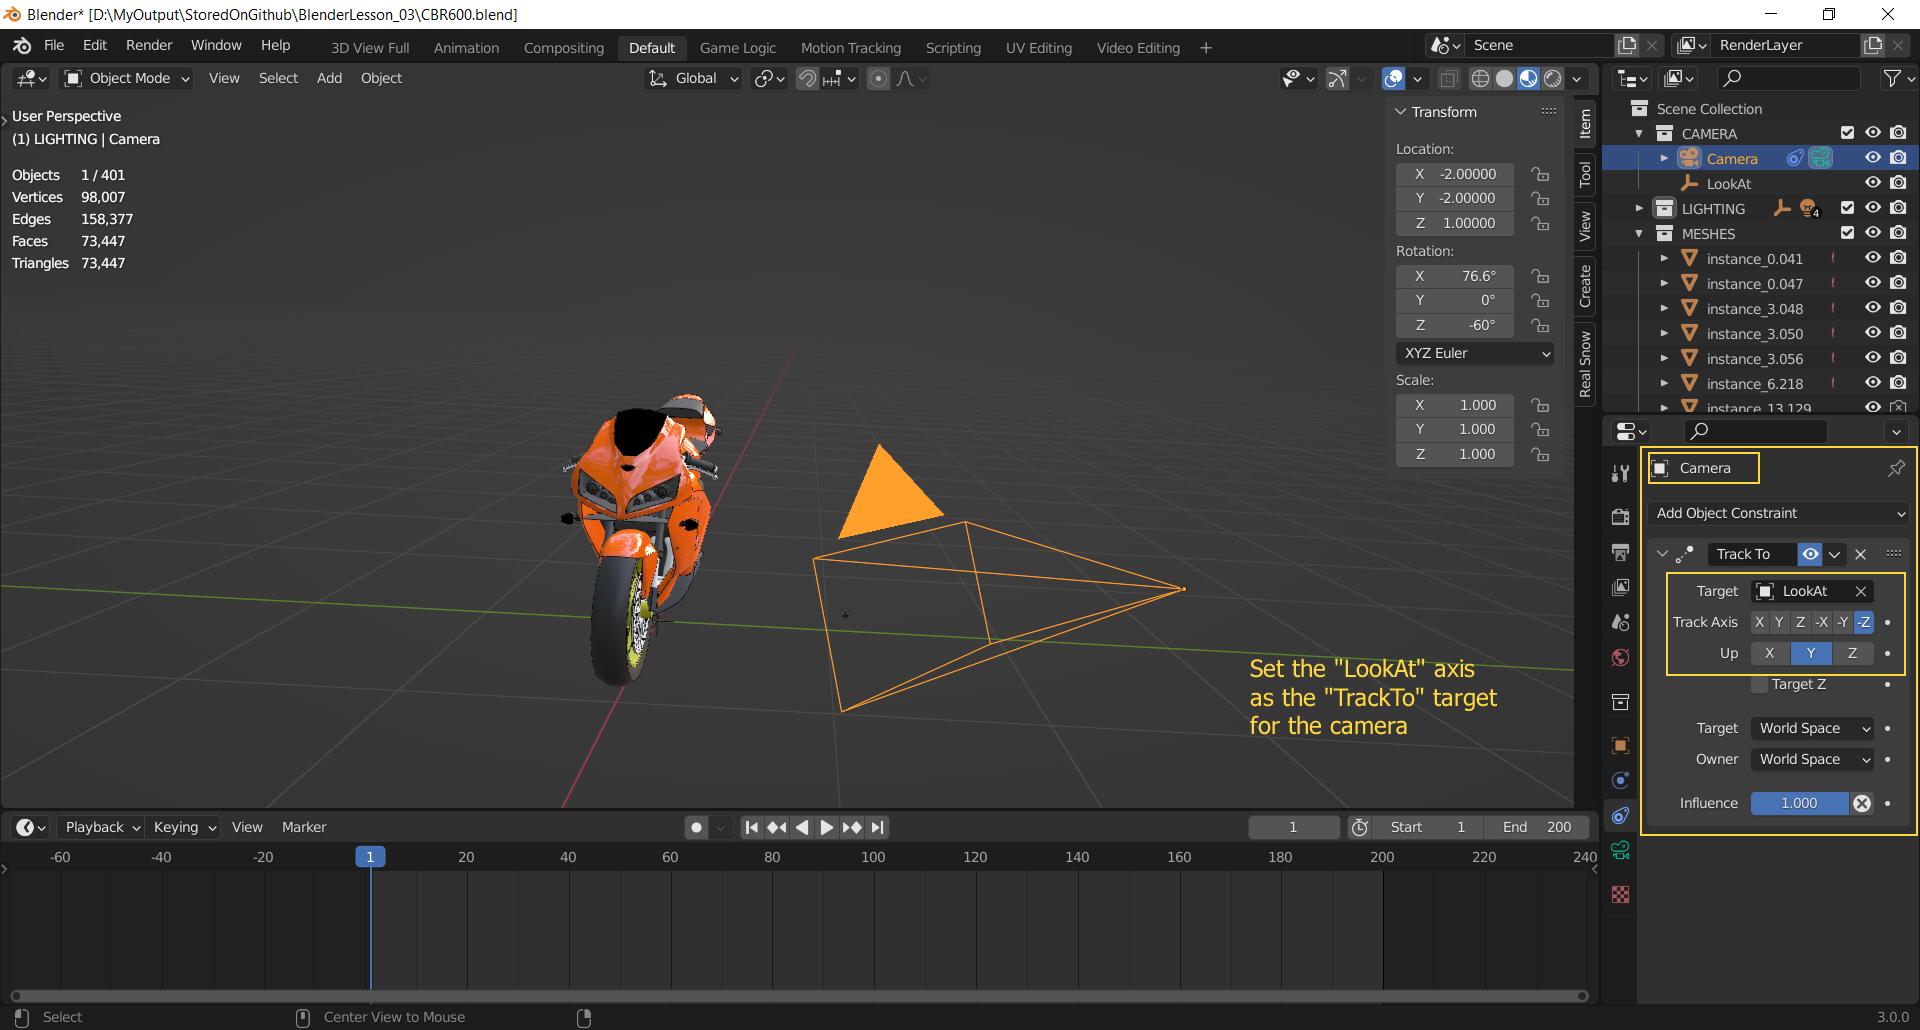 Blender* [D:\MyOutput\StoredOnGithub\BlenderLesson_03\CBR600.blend]
File Edit Render Window Help
3D View Full Animation Compositing Default Game Logic Motion Tracking Scripting UV Editing Video Editing +
Scene
RenderLayer
Object Mode View Select Add Object
Global
User Perspective
(1) LIGHTING | Camera
Objects 1 / 401
Vertices 98,007
Edges 158,377
Faces 73,447
Triangles 73,447
Transform
Location:
X -2.00000
Y -2.00000
Z 1.00000
Rotation:
X 76.6°
Y 0°
Z -60°
XYZ Euler
Scale:
X 1.000
Y 1.000
Z 1.000
Item
Tool
View
Create
Real Snow
Scene Collection
CAMERA
Camera
LookAt
LIGHTING 4
MESHES
instance_0.041
instance_0.047
instance_3.048
instance_3.050
instance_3.056
instance_6.218
instance_13.129
Camera
Add Object Constraint
Track To
Target LookAt
Track Axis X Y Z -X -Y -Z
Up X Y Z
Target Z
Target World Space
Owner World Space
Influence 1.000
Set the "LookAt" axis
as the "TrackTo" target
for the camera
Playback Keying View Marker
1
Start 1
End 200
-60 -40 -20 1 20 40 60 80 100 120 140 160 180 200 220 240
Select
Center View to Mouse
3.0.0